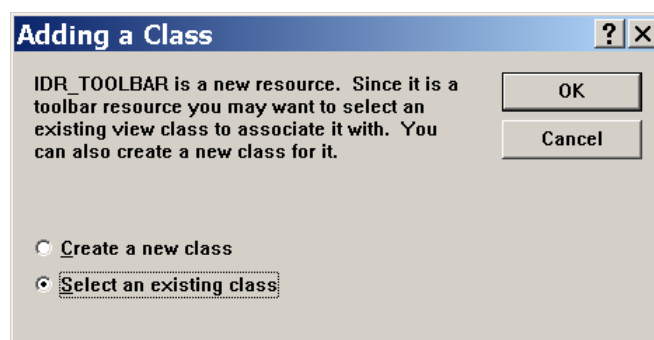 Adding a Class
? ×
IDR_TOOLBAR is a new resource. Since it is a
toolbar resource you may want to select an
existing view class to associate it with. You
can also create a new class for it.
OK
Cancel
Create a new class
Select an existing class